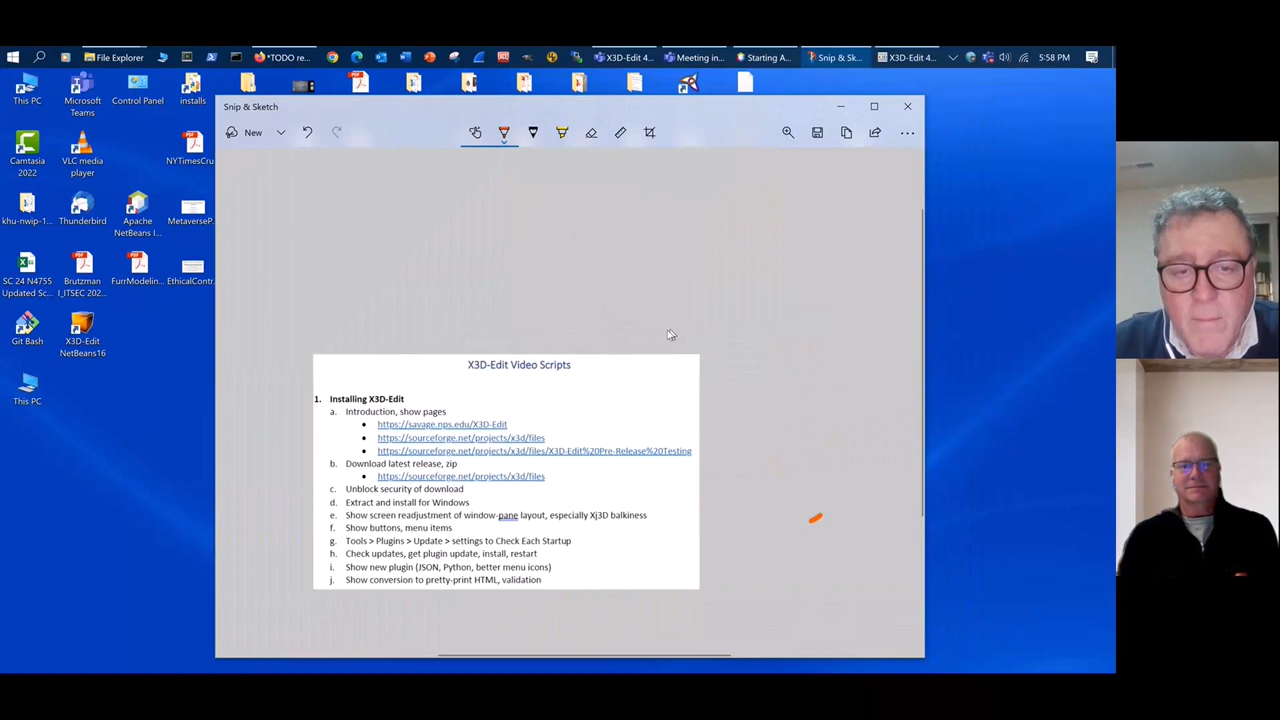 File Explorer
*TODO re...
X3D-Edit 4...
Meeting in...
Starting A...
Snip & Sk...
X3D-Edit 4...
5:58 PM
This PC
Microsoft
Teams
Control Panel
installs
Snip & Sketch
New
Camtasia
2022
VLC media
player
NYTimesCru
khu-nwip-1...
Thunderbird
Apache
NetBeans I...
MetaverseP.
SC 24 N4755
Updated Sc...
Brutzman
I_ITSEC 202...
FurrModelin...
EthicalContr
Git Bash
X3D-Edit
NetBeans16
This PC
X3D-Edit Video Scripts
1. Installing X3D-Edit
a. Introduction, show pages
• https://savage.nps.edu/X3D-Edit
• https://sourceforge.net/projects/x3d/files
• https://sourceforge.net/projects/x3d/files/X3D-Edit%20Pre-Release%20Testing
b. Download latest release, zip
• https://sourceforge.net/projects/x3d/files
c. Unblock security of download
d. Extract and install for Windows
e. Show screen readjustment of window-pane layout, especially Xj3D balkiness
f. Show buttons, menu items
g. Tools > Plugins > Update > settings to Check Each Startup
h. Check updates, get plugin update, install, restart
i. Show new plugin (JSON, Python, better menu icons)
j. Show conversion to pretty-print HTML, validation